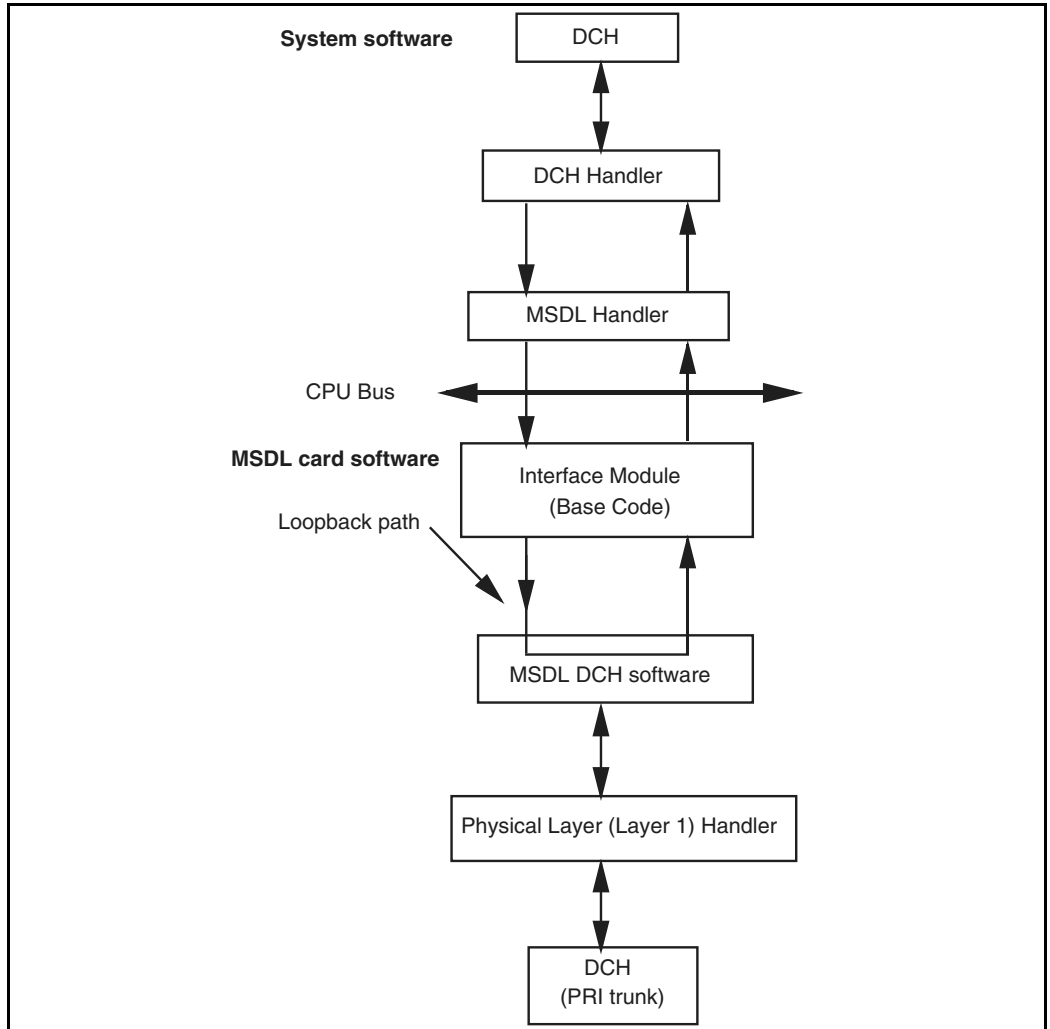 System software
DCH
DCH Handler
MSDL Handler
CPU Bus
MSDL card software
Interface Module
(Base Code)
Loopback path
MSDL DCH software
Physical Layer (Layer 1) Handler
DCH
(PRI trunk)